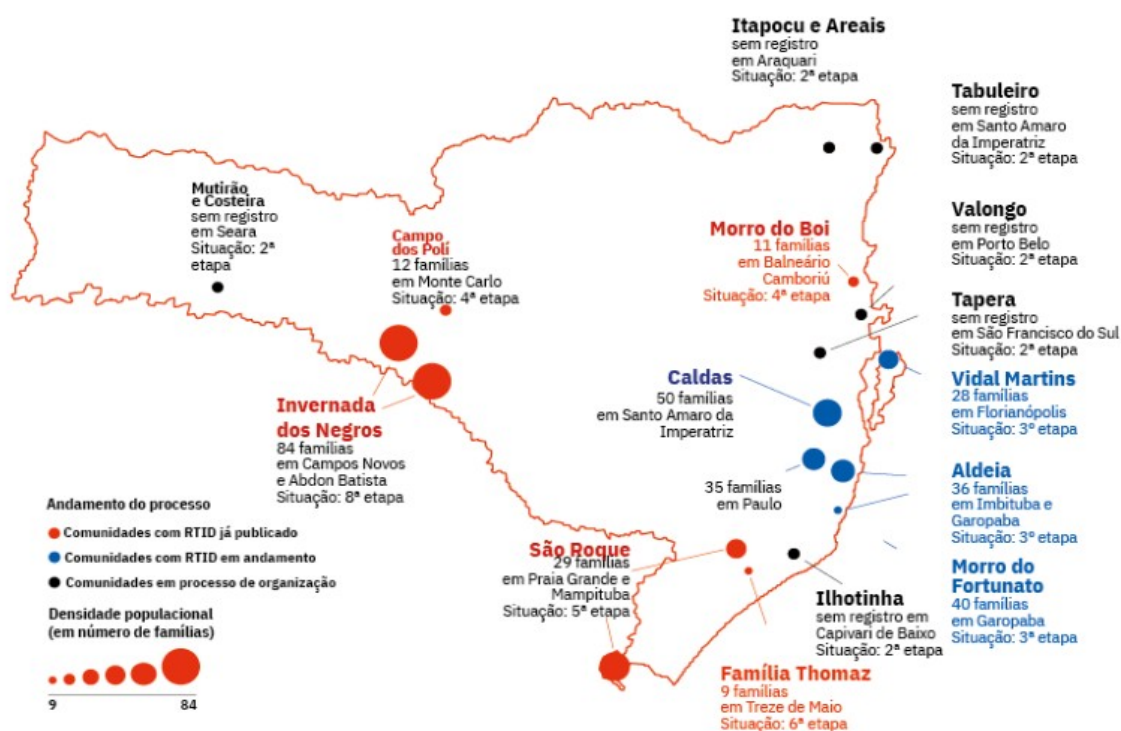 Itapocu e Areais
sem registro
em Araquari
Situação: 2ª etapa
Tabuleiro
sem registro
em Santo Amaro
da Imperatriz
Situação: 2ª etapa
Mutirão
e Costeira
sem registro
em Seara
Situação: 2ª
etapa
Campo
dos Polí
12 famílias
em Monte Carlo
Situação: 4ª etapa
Morro do Boi
11 famílias
em Balneário
Camboriú
Situação: 4ª etapa
Valongo
sem registro
em Porto Belo
Situação: 2ª etapa
Tapera
sem registro
em São Francisco do Sul
Situação: 2ª etapa
Caldas
50 famílias
em Santo Amaro da
Imperatriz
Vidal Martins
28 famílias
em Florianópolis
Situação: 3º etapa
Invernada
dos Negros
84 famílias
em Campos Novos
e Abdon Batista
Situação: 8ª etapa
35 famílias
em Paulo
Aldeia
36 famílias
em Imbituba e
Garopaba
Situação: 3º etapa
São Roque
29 famílias
em Praia Grande e
Mampituba
Situação: 5ª etapa
Morro do
Fortunato
40 famílias
em Garopaba
Situação: 3ª etapa
Ilhotinha
sem registro em
Capivari de Baixo
Situação: 2ª etapa
Família Thomaz
9 famílias
em Treze de Maio
Situação: 6ª etapa
Andamento do processo
Comunidades com RTID já publicado
Comunidades com RTID em andamento
Comunidades em processo de organização
Densidade populacional
(em número de famílias)
9 84